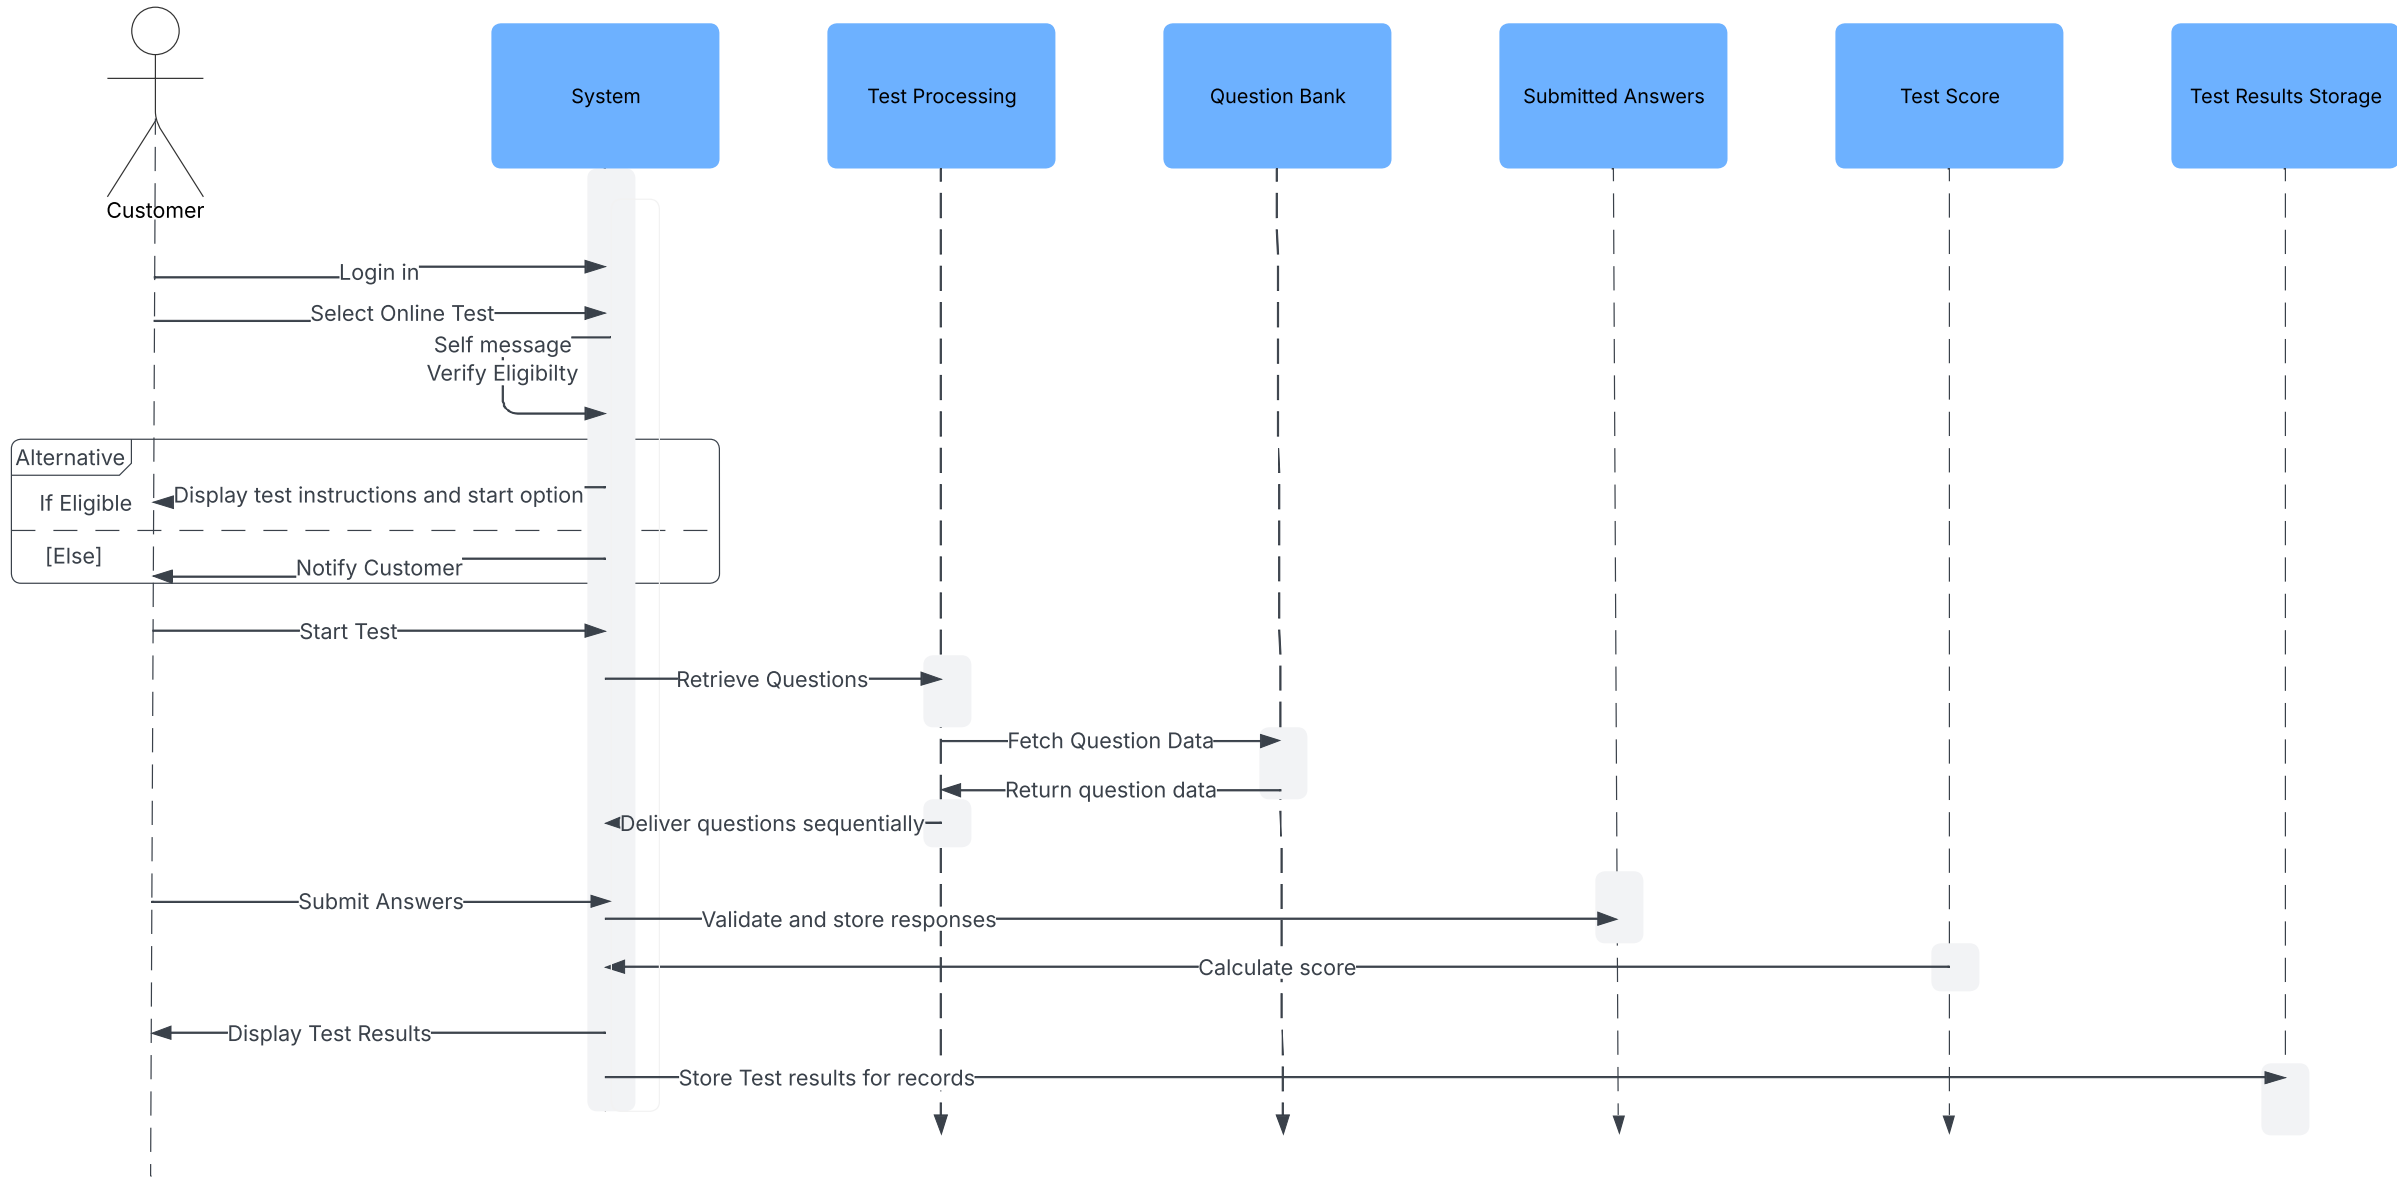 System
Test Processing
Question Bank
Submitted Answers
Test Score
Test Results Storage
Customer
Login in
Select Online Test
Self message
Verify Eligibilty
Alternative
If Eligible
Display test instructions and start option
[Else]
Notify Customer
Start Test
Retrieve Questions
Fetch Question Data
Return question data
Deliver questions sequentially
Submit Answers
Validate and store responses
Calculate score
Display Test Results
Store Test results for records